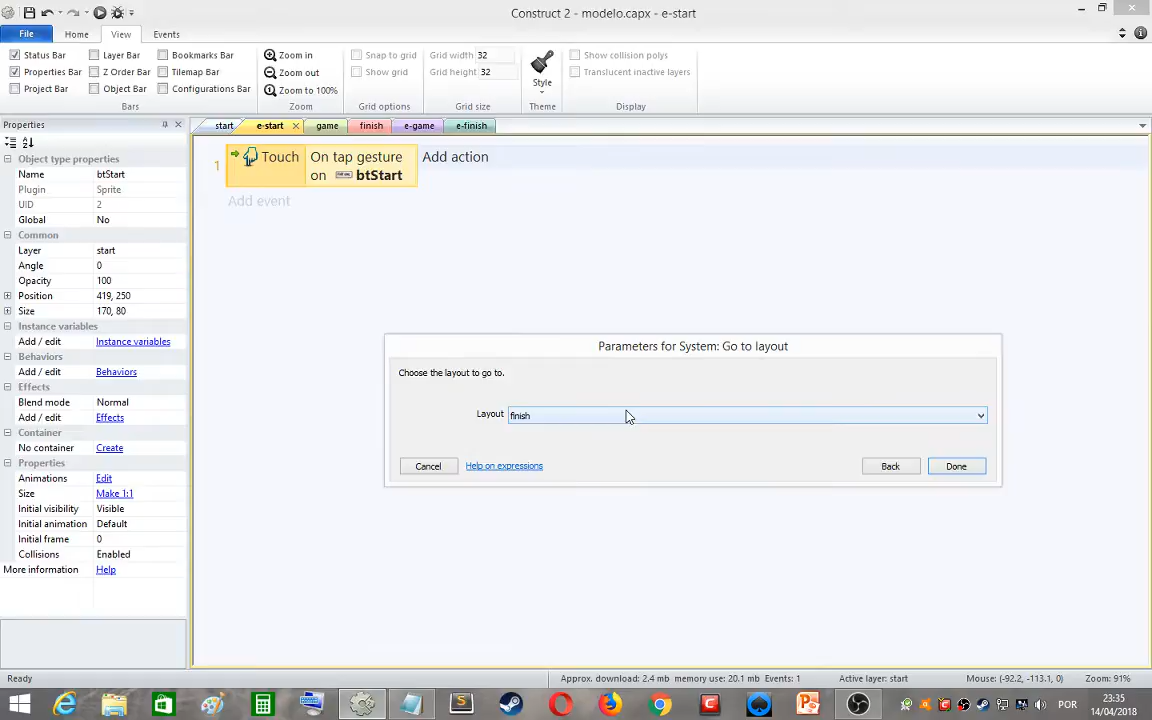 Construct 2 - modelo.capx - e-start
File Home View Events
Status Bar Layer Bar Bookmarks Bar
Properties Bar Z Order Bar Tilemap Bar
Project Bar Object Bar Configurations Bar
Bars
Zoom in
Zoom out
Zoom to 100%
Zoom
Snap to grid
Show grid
Grid options
Grid width 32
Grid height 32
Grid size
Style
Theme
Show collision polys
Translucent inactive layers
Display
Properties
start e-start game finish e-game e-finish
Object type properties
Name btStart
Plugin Sprite
UID 2
Global No
Common
Layer start
Angle 0
Opacity 100
Position 419, 250
Size 170, 80
Instance variables
Add / edit Instance variables
Behaviors
Add / edit Behaviors
Effects
Blend mode Normal
Add / edit Effects
Container
No container Create
Properties
Animations Edit
Size Make 1:1
Initial visibility Visible
Initial animation Default
Initial frame 0
Collisions Enabled
More information Help
1 Touch On tap gesture on btStart Add action
Add event
Parameters for System: Go to layout
Choose the layout to go to.
Layout finish
Cancel Help on expressions Back Done
Ready Approx. download: 2.4 mb memory use: 20.1 mb Events: 1 Active layer: start Mouse: (-92.2, -113.1, 0) Zoom: 91%
POR 23:35
14/04/2018